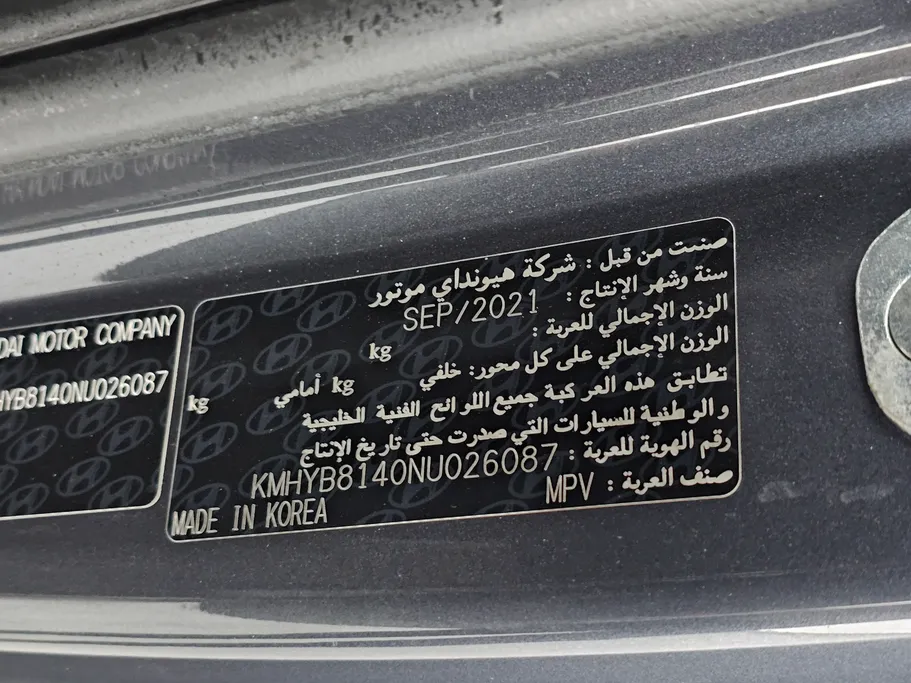 DAI MOTOR COMPANY
HYB8140NU026087
صنعت من قبل : شركة هيونداي موتور
سنة وشهر الإنتاج : SEP/2021
الوزن الإجمالي للعربة : kg
الوزن الإجمالي على كل محور: خلفي kg أمامي kg
تطابق هذه المركبة جميع اللوائح الفنية الخليجية
و الوطنية للسيارات التي صدرت حتى تاريخ الإنتاج
رقم الهوية للعربة : KMHYB8140NU026087
صنف العربة : MPV
MADE IN KOREA